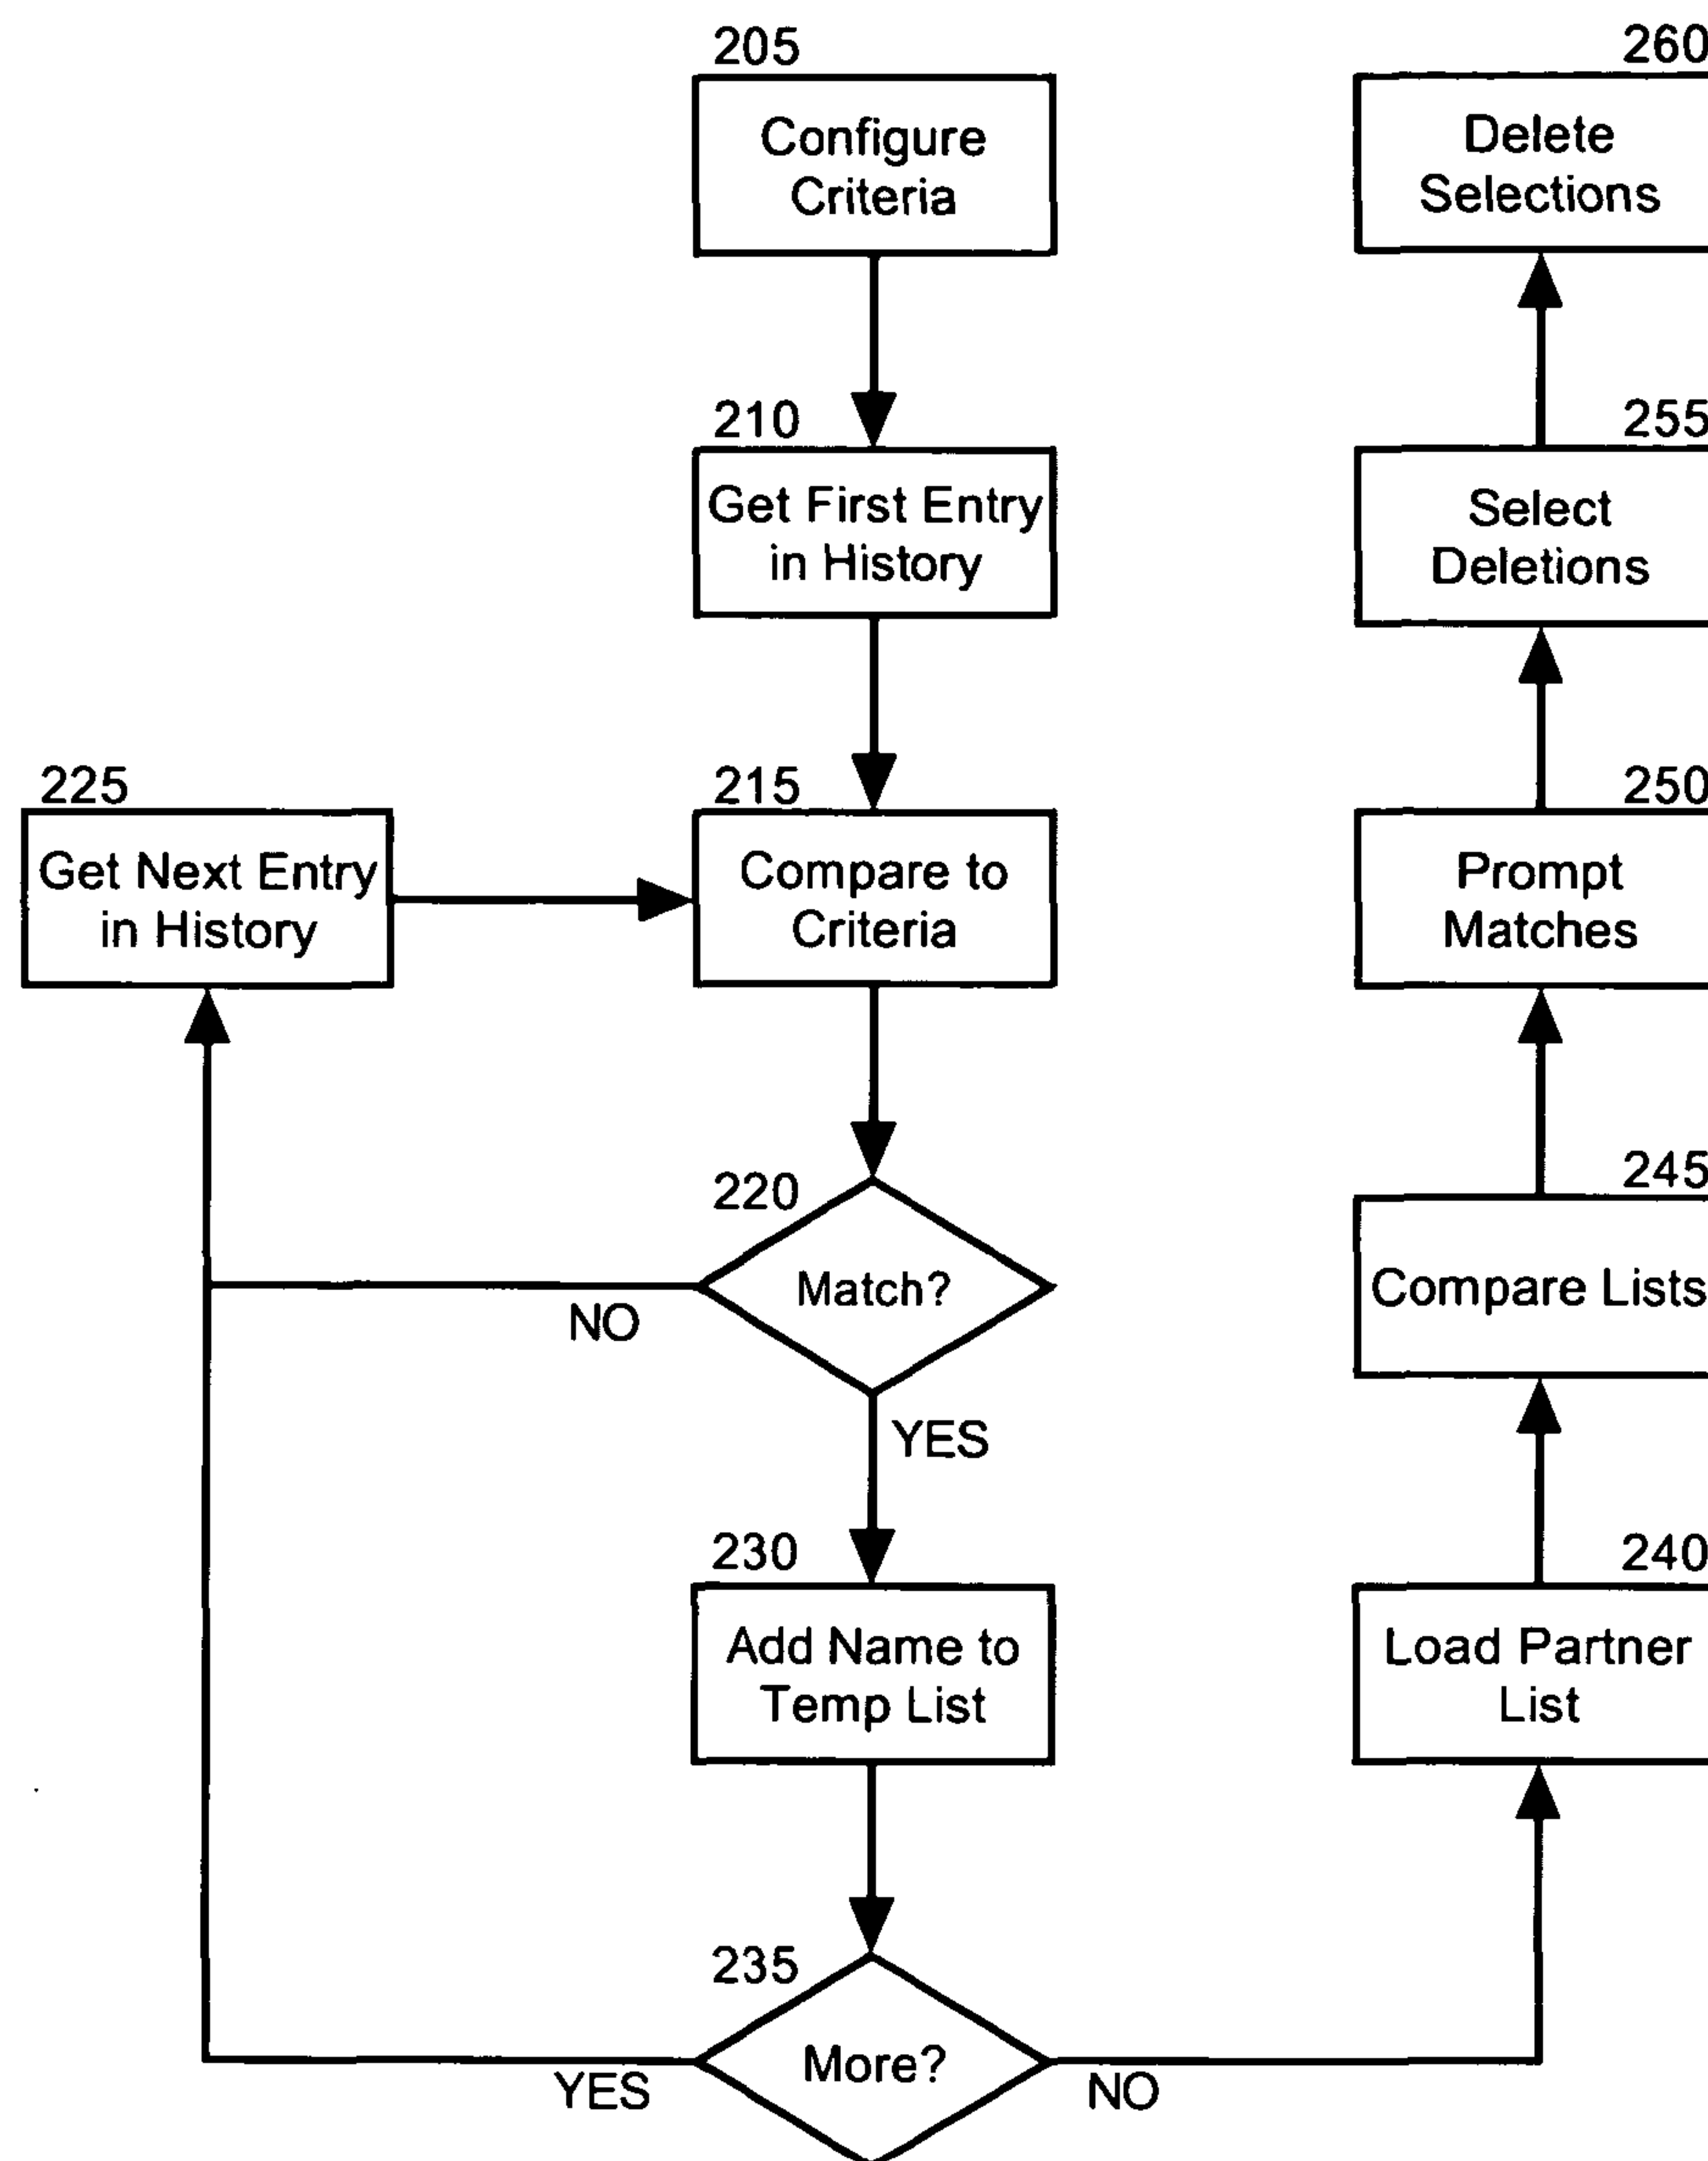 205
Configure
Criteria
210
Get First Entry
in History
225
Get Next Entry
in History
215
Compare to
Criteria
220
Match?
NO
YES
230
Add Name to
Temp List
235
More?
YES
NO
240
Load Partner
List
245
Compare Lists
250
Prompt
Matches
255
Select
Deletions
260
Delete
Selections